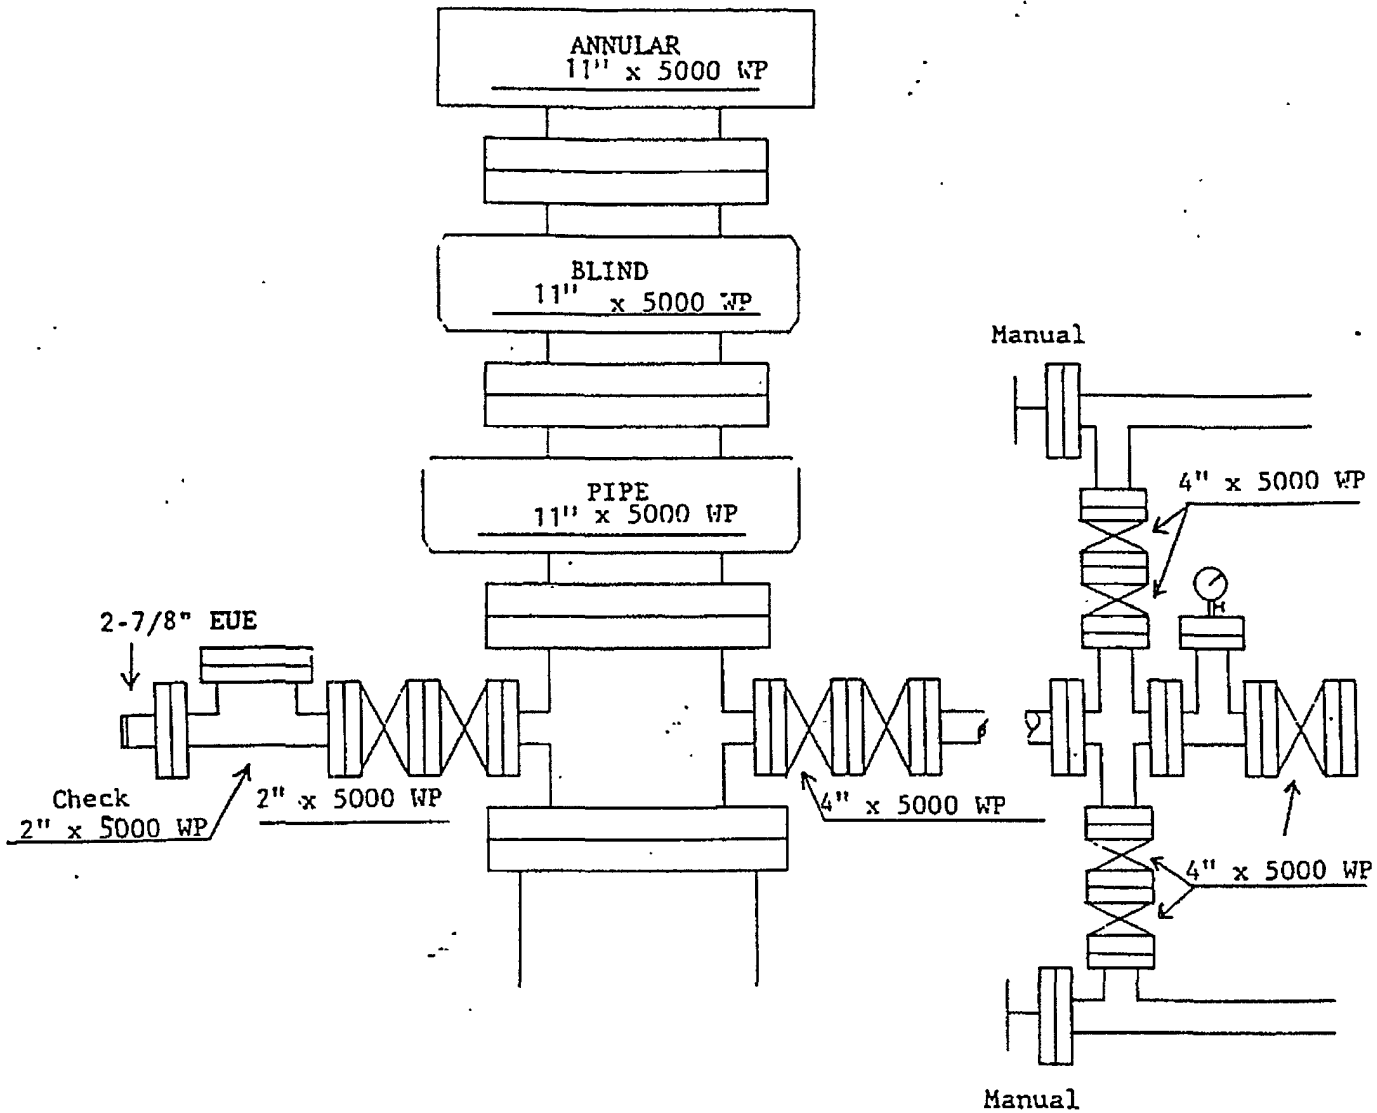 ANNULAR
11" x 5000 WP
BLIND
11" x 5000 WP
Manual
PIPE
11" x 5000 WP
4" x 5000 WP
2-7/8" EUE
Check
2" x 5000 WP
2" x 5000 WP
4" x 5000 WP
4" x 5000 WP
Manual